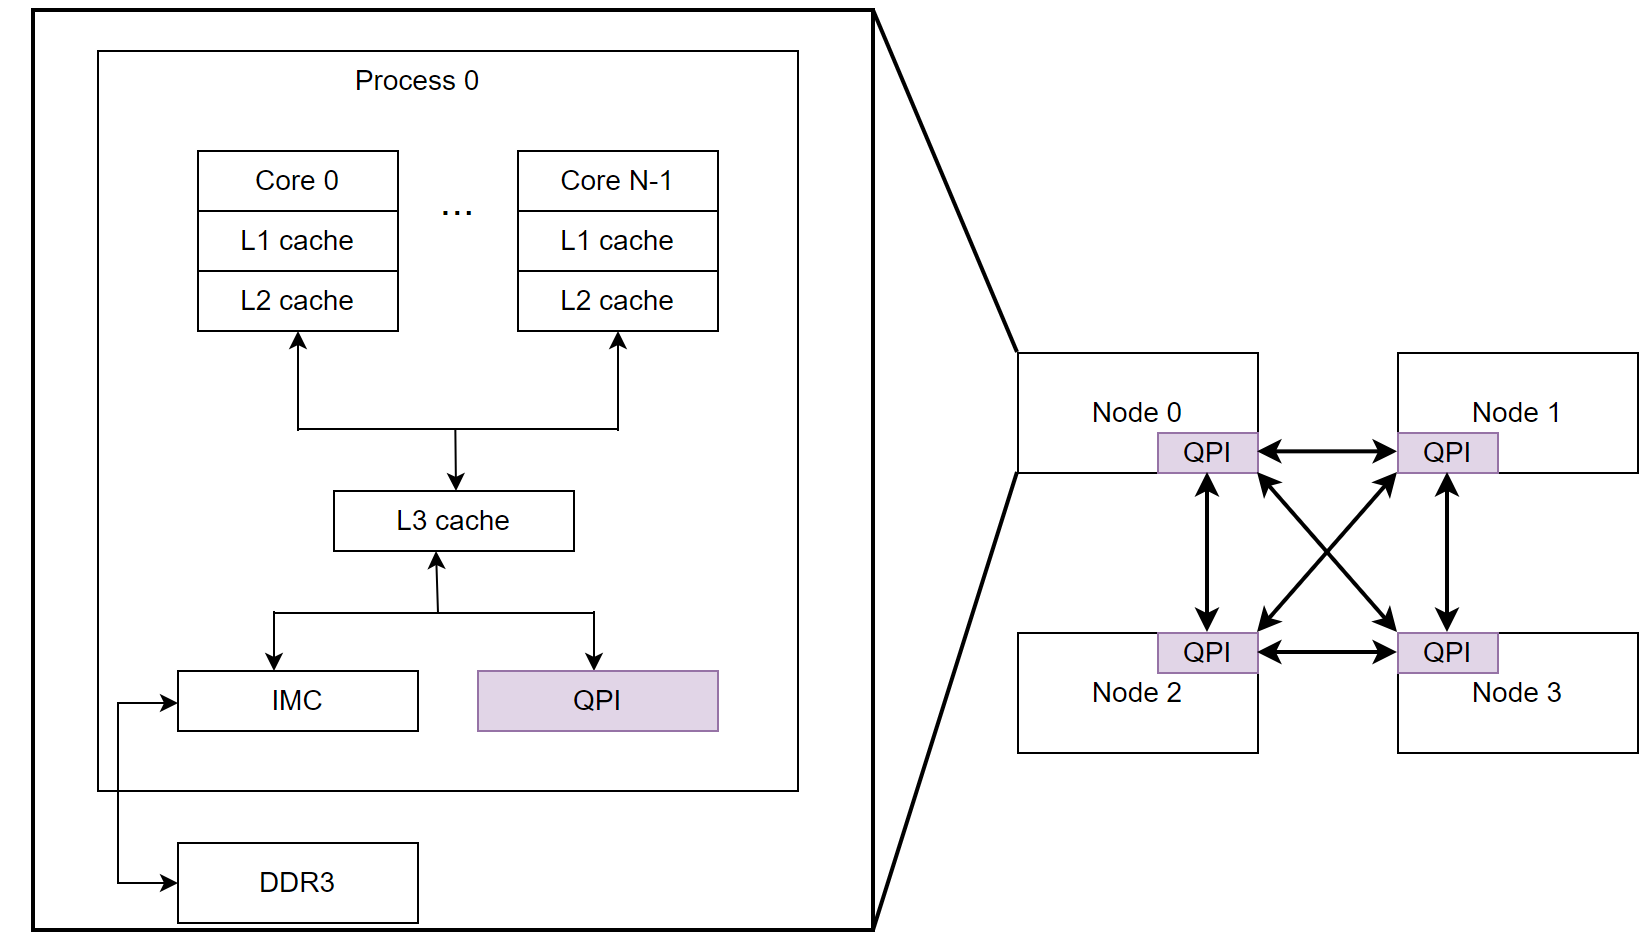 Process 0
Core 0
...
Core N-1
L1 cache
L1 cache
L2 cache
L2 cache
L3 cache
IMC
QPI
DDR3
Node 0
QPI
Node 1
QPI
QPI
Node 2
QPI
Node 3